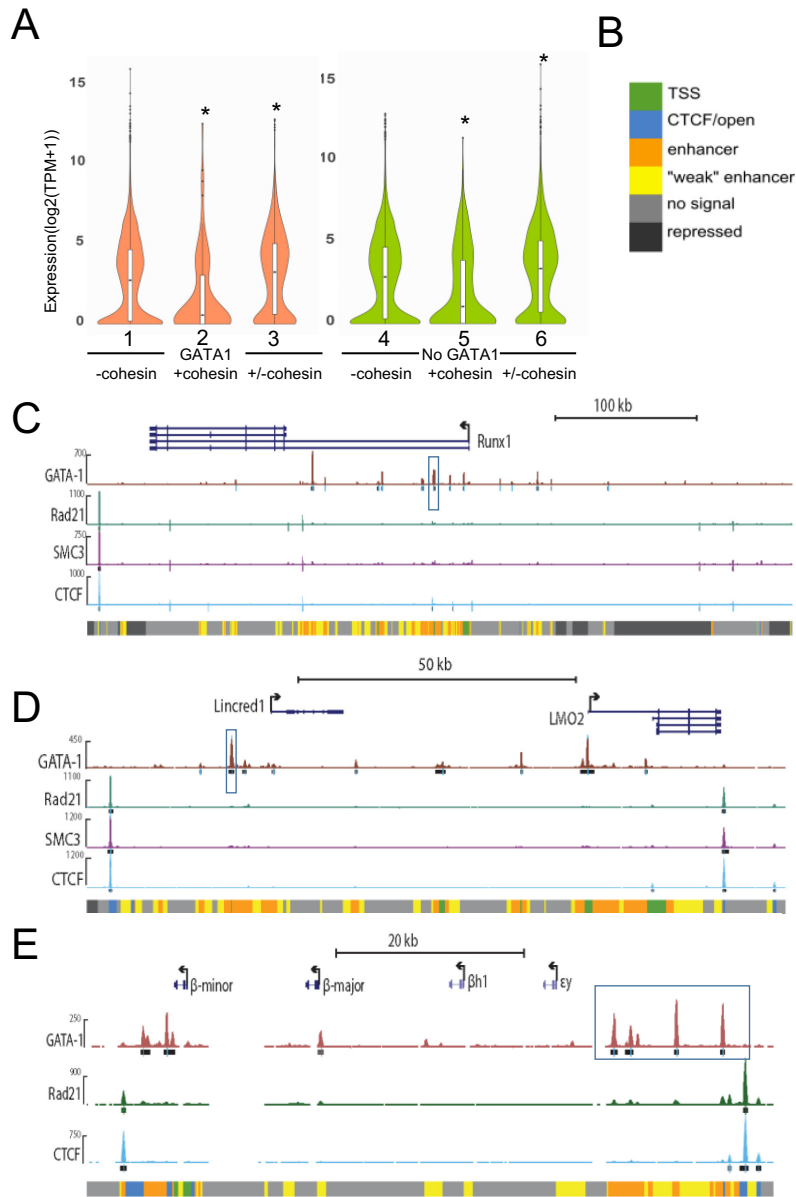 A
B
Expression(log2(TPM+1))
15
10
5
0
15
10
5
0
*
*
*
*
1
2
3
4
5
6
GATA1
No GATA1
-cohesin
+cohesin
+/-cohesin
-cohesin
+cohesin
+/-cohesin
TSS
CTCF/open
enhancer
"weak" enhancer
no signal
repressed
C
100 kb
Runx1
700
GATA-1
1100
Rad21
750
SMC3
1000
CTCF
D
50 kb
Lincred1
LMO2
450
GATA-1
1100
Rad21
1200
SMC3
1200
CTCF
E
20 kb
β-minor
β-major
βh1
εy
250
GATA-1
900
Rad21
750
CTCF